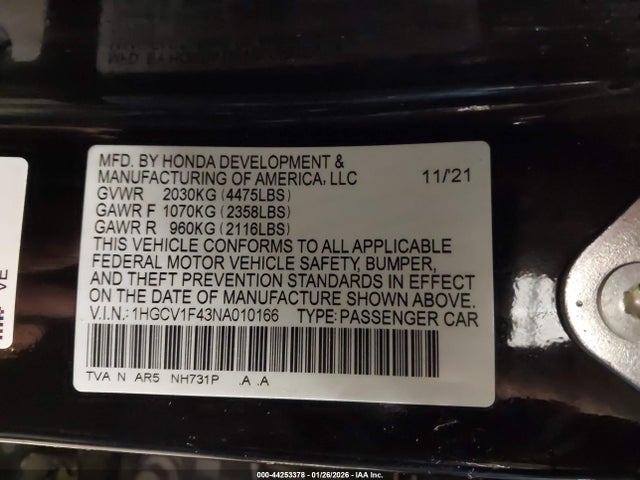 MFD. BY HONDA DEVELOPMENT &
MANUFACTURING OF AMERICA, LLC 11/'21
GVWR 2030KG (4475LBS)
GAWR F 1070KG (2358LBS)
GAWR R 960KG (2116LBS)
THIS VEHICLE CONFORMS TO ALL APPLICABLE
FEDERAL MOTOR VEHICLE SAFETY, BUMPER,
AND THEFT PREVENTION STANDARDS IN EFFECT
ON THE DATE OF MANUFACTURE SHOWN ABOVE.
V.I.N.: 1HGCV1F43NA010166 TYPE: PASSENGER CAR
TVA N AR5 NH731P .A .A
VE
000-44253378 - 01/26/2026 - IAA Inc.